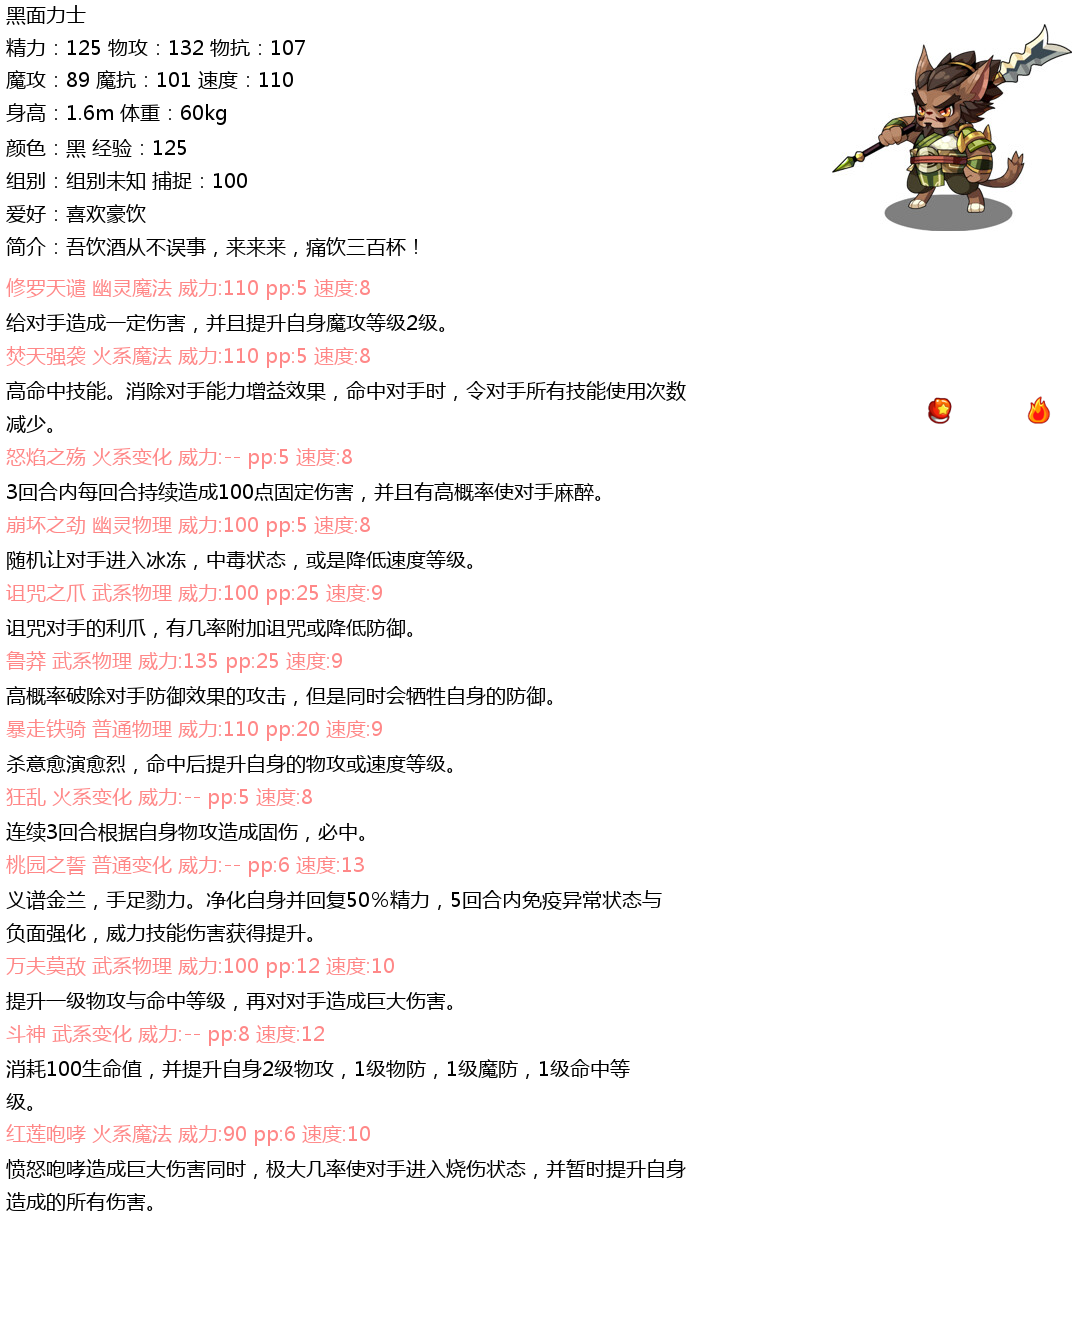 黑面力士
精力：125 物攻：132 物抗：107
魔攻：89 魔抗：101 速度：110
身高：1.6m 体重：60kg
颜色：黑 经验：125
组别：组别未知 捕捉：100
爱好：喜欢豪饮
简介：吾饮酒从不误事，来来来，痛饮三百杯！
修罗天谴 幽灵魔法 威力:110 pp:5 速度:8
给对手造成一定伤害，并且提升自身魔攻等级2级。
焚天强袭 火系魔法 威力:110 pp:5 速度:8
高命中技能。消除对手能力增益效果，命中对手时，令对手所有技能使用次数
减少。
怒焰之殇 火系变化 威力:-- pp:5 速度:8
3回合内每回合持续造成100点固定伤害，并且有高概率使对手麻醉。
崩坏之劲 幽灵物理 威力:100 pp:5 速度:8
随机让对手进入冰冻，中毒状态，或是降低速度等级。
诅咒之爪 武系物理 威力:100 pp:25 速度:9
诅咒对手的利爪，有几率附加诅咒或降低防御。
鲁莽 武系物理 威力:135 pp:25 速度:9
高概率破除对手防御效果的攻击，但是同时会牺牲自身的防御。
暴走铁骑 普通物理 威力:110 pp:20 速度:9
杀意愈演愈烈，命中后提升自身的物攻或速度等级。
狂乱 火系变化 威力:-- pp:5 速度:8
连续3回合根据自身物攻造成固伤，必中。
桃园之誓 普通变化 威力:-- pp:6 速度:13
义谱金兰，手足勠力。净化自身并回复50%精力，5回合内免疫异常状态与
负面强化，威力技能伤害获得提升。
万夫莫敌 武系物理 威力:100 pp:12 速度:10
提升一级物攻与命中等级，再对对手造成巨大伤害。
斗神 武系变化 威力:-- pp:8 速度:12
消耗100生命值，并提升自身2级物攻，1级物防，1级魔防，1级命中等
级。
红莲咆哮 火系魔法 威力:90 pp:6 速度:10
愤怒咆哮造成巨大伤害同时，极大几率使对手进入烧伤状态，并暂时提升自身
造成的所有伤害。